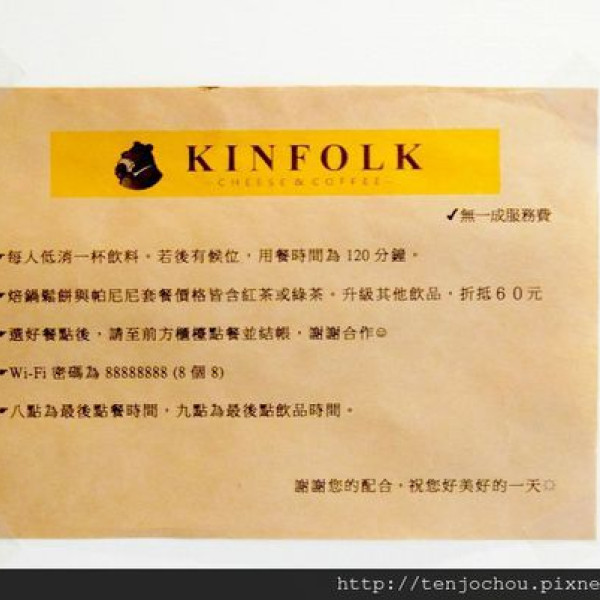 KINFOLK
CHEESE & COFFEE
✓無一成服務費
每人低消一杯飲料。若後有候位,用餐時間為 120 分鐘。
焙鍋鬆餅與帕尼尼套餐價格皆含紅茶或綠茶。升級其他飲品,折抵60元
選好餐點後,請至前方櫃檯點餐並結帳,謝謝合作☺
Wi-Fi 密碼為 88888888 (8 個 8)
八點為最後點餐時間,九點為最後點飲品時間。
謝謝您的配合,祝您好美好的一天☼
http://tenjochou.pixne